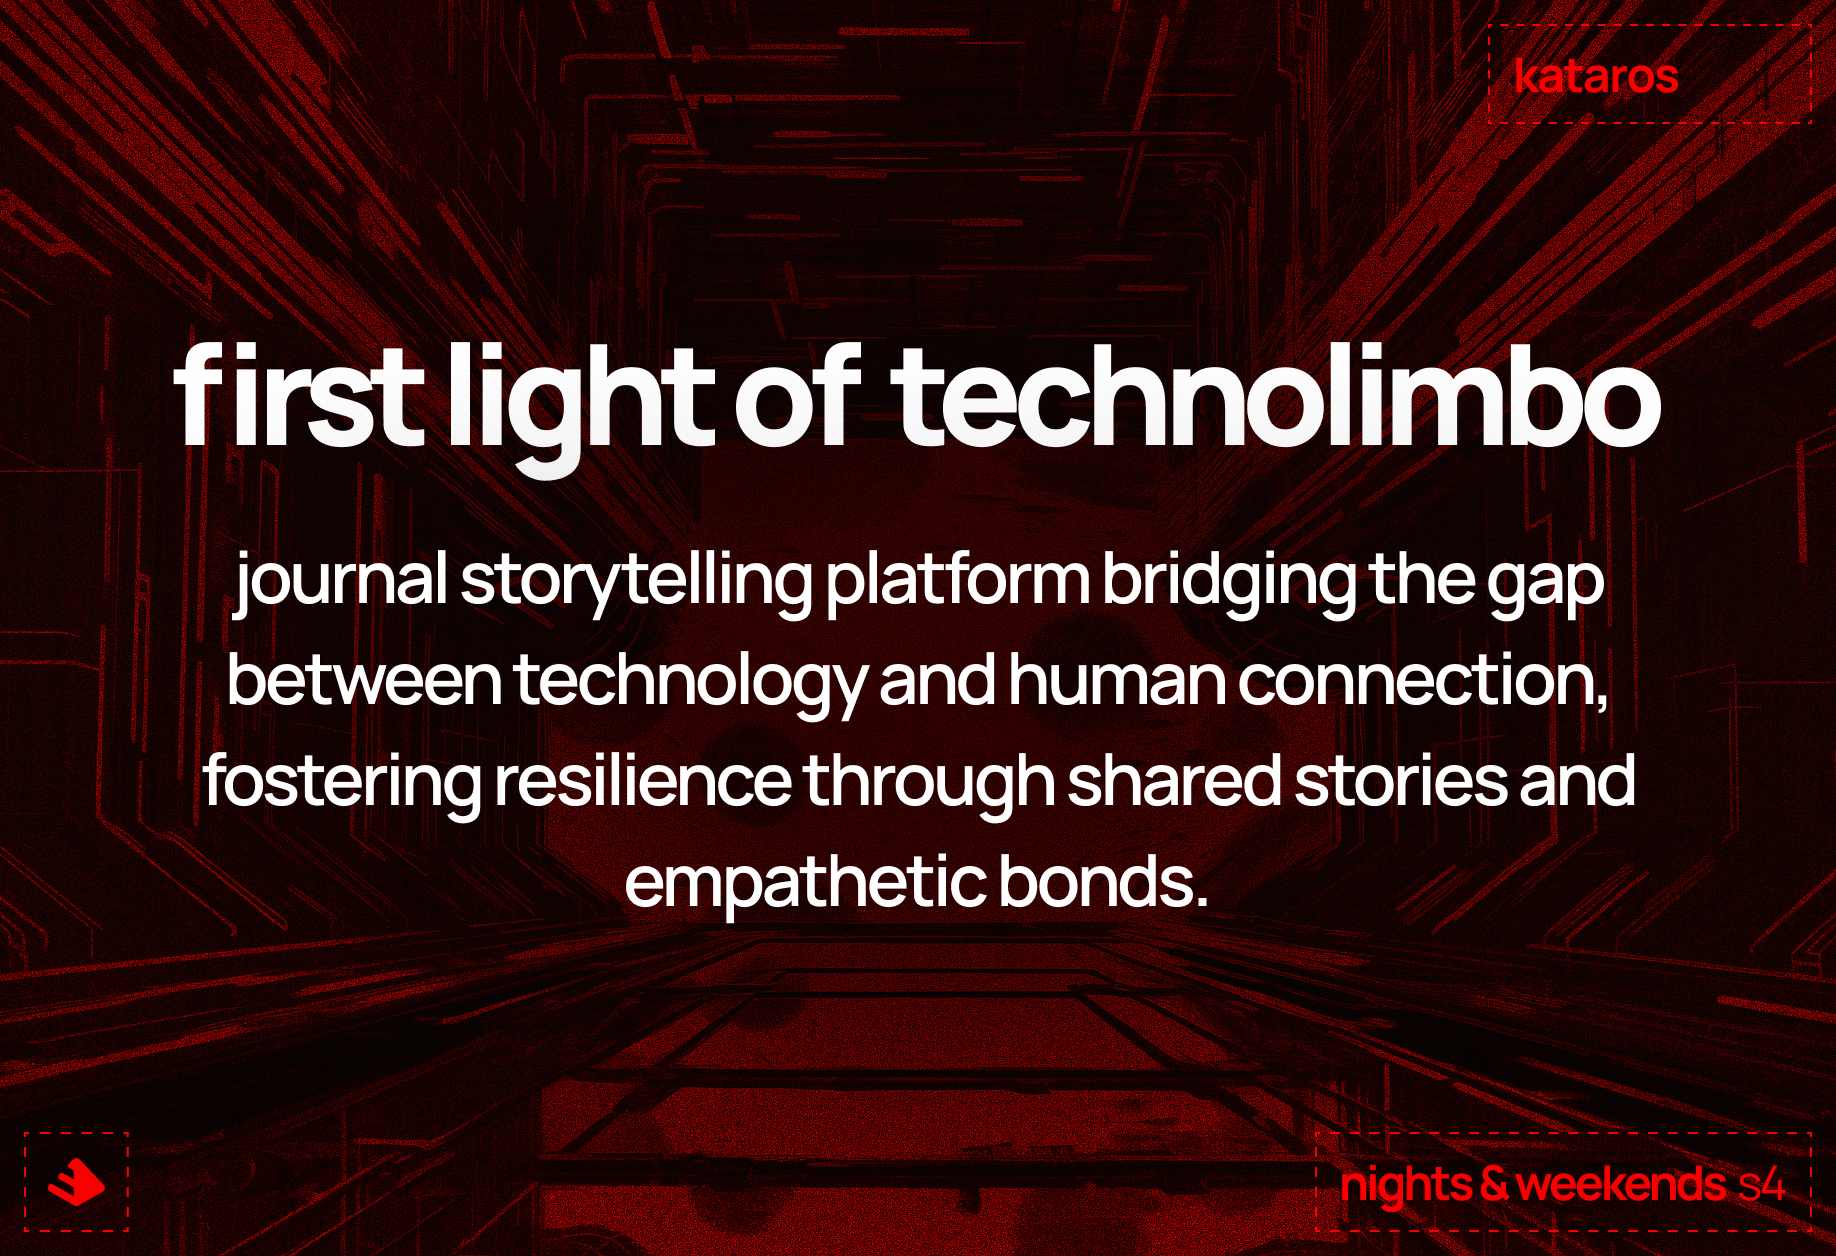 kataros
first light of technolimbo
journal storytelling platform bridging the gap
between technology and human connection,
fostering resilience through shared stories and
empathetic bonds.
nights & weekends s4